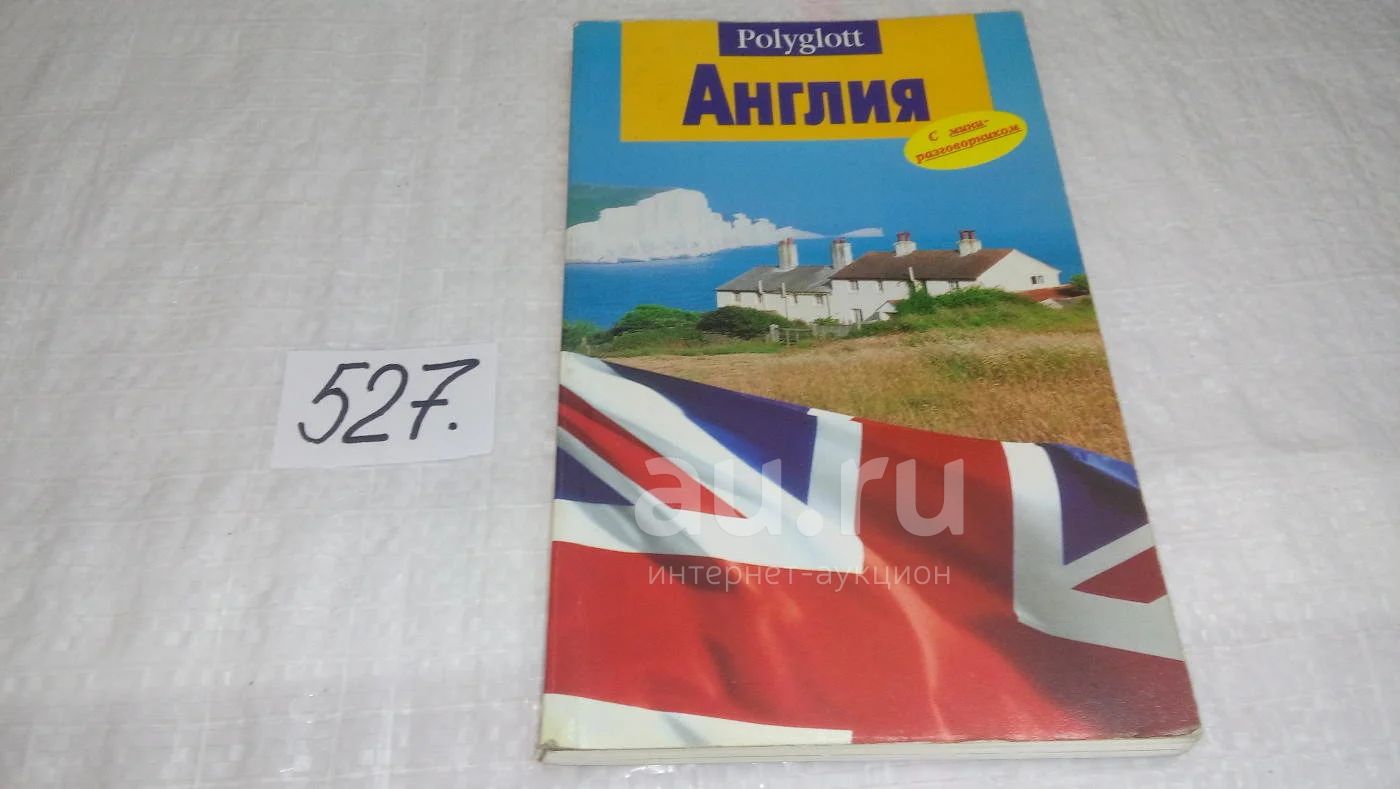 Polyglott
Англия
С мини-
разговорником
527.
au.ru
интернет-аукцион